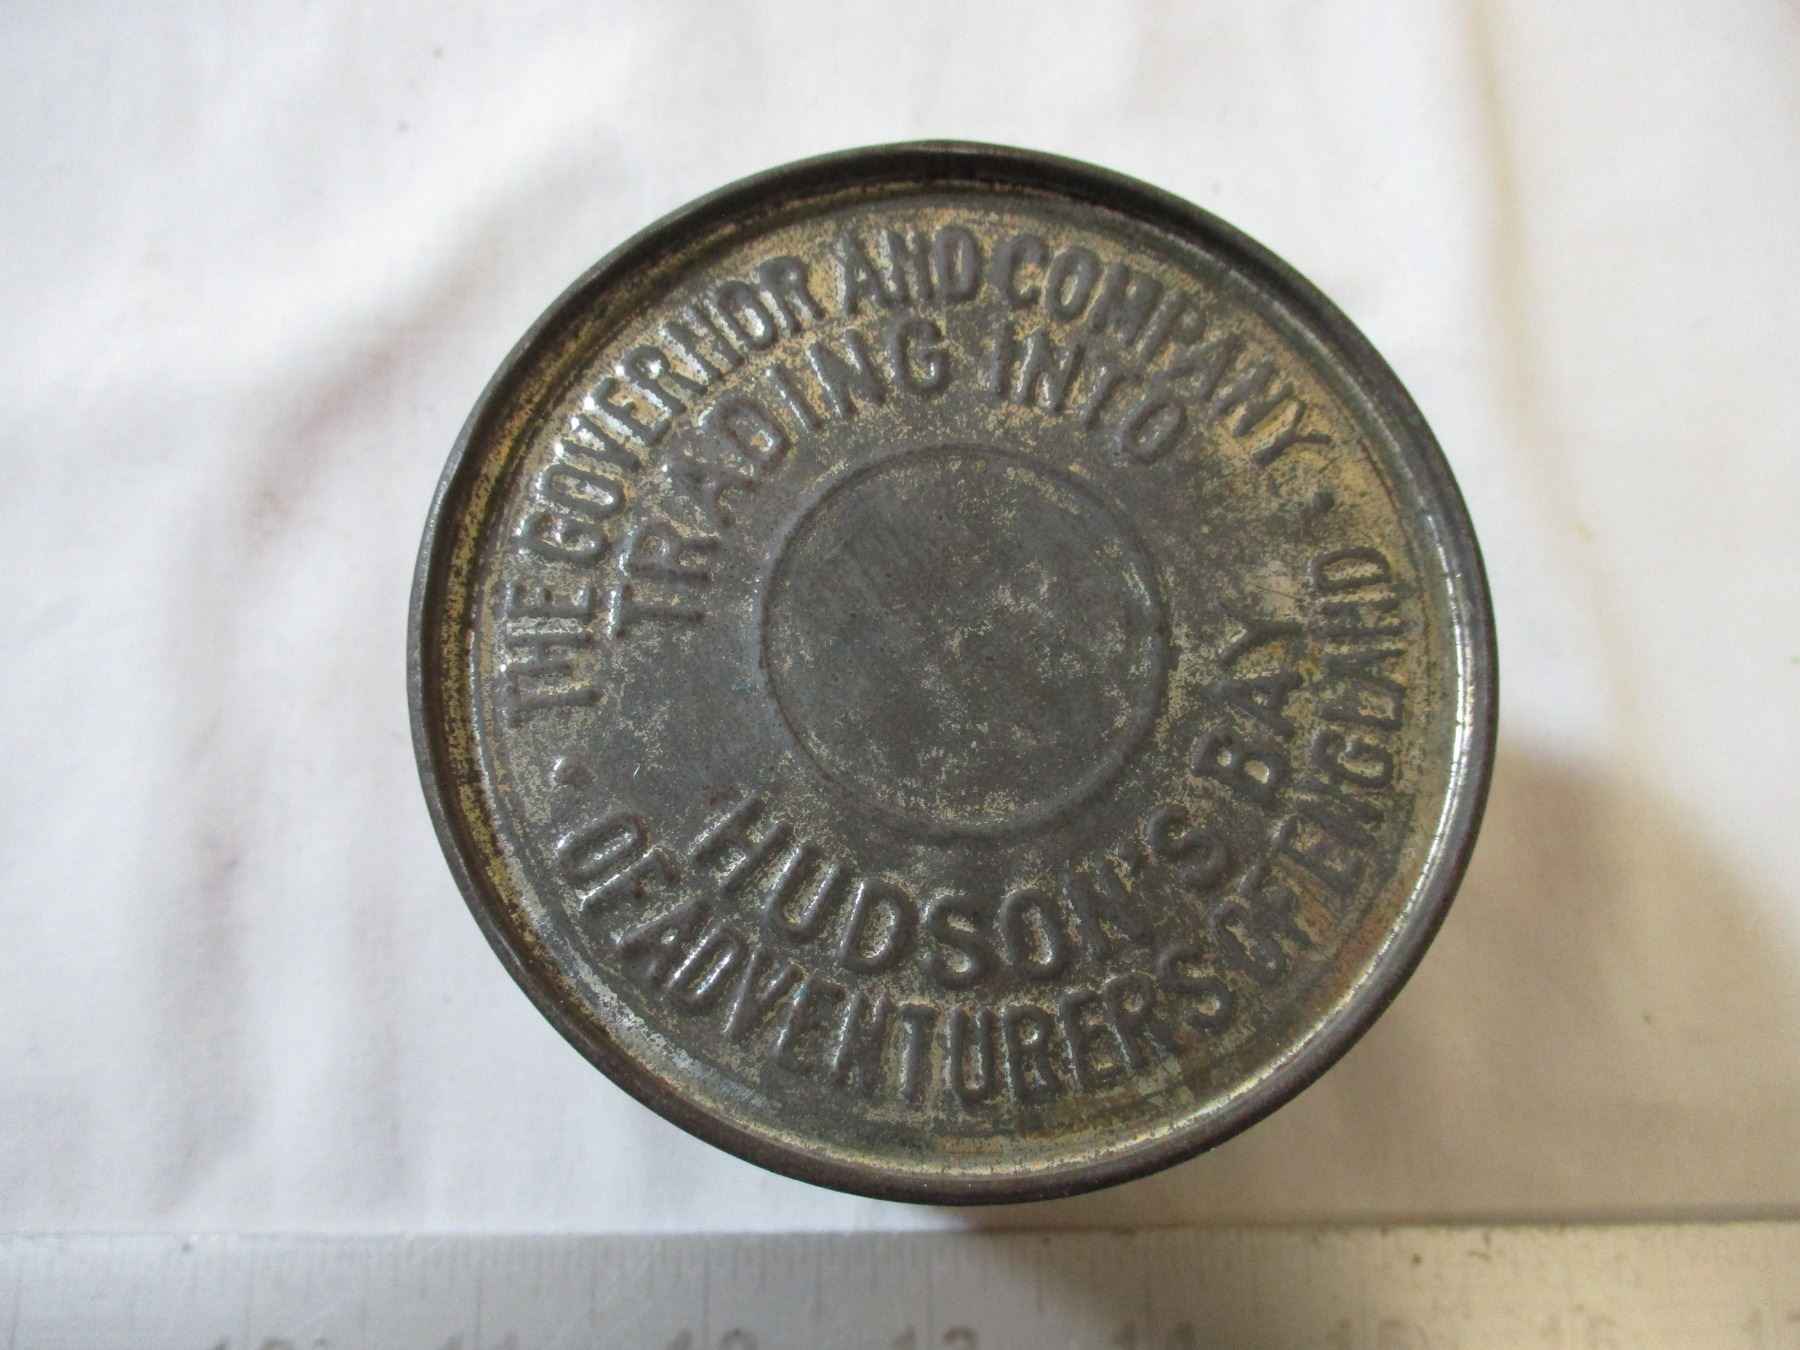 THE GOVERNOR AND COMPANY
OF ADVENTURERS OF ENGLAND
TRADING INTO
HUDSON'S BAY